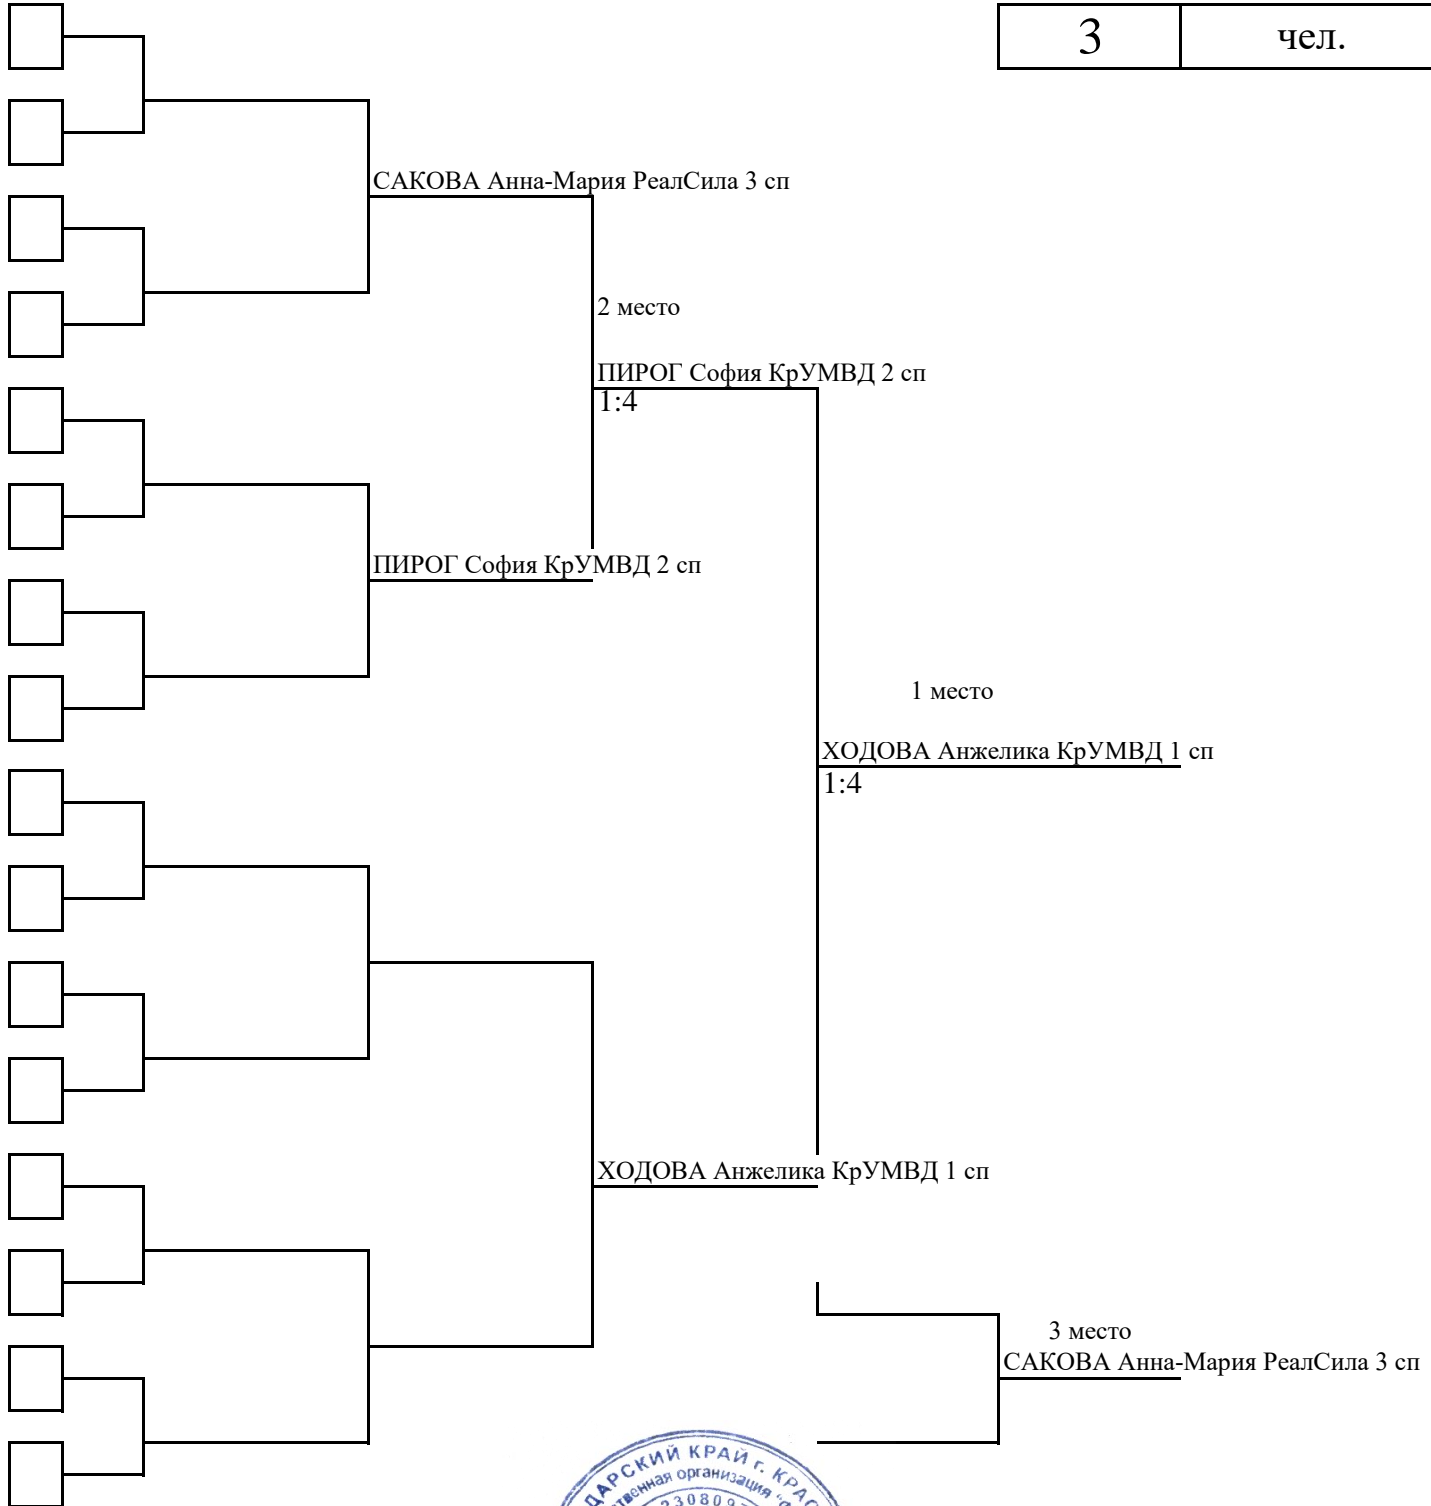 3 чел.
САКОВА Анна-Мария РеалСила 3 сп
2 место
ПИРОГ София КрУМВД 2 сп
1:4
ПИРОГ София КрУМВД 2 сп
1 место
ХОДОВА Анжелика КрУМВД 1 сп
1:4
ХОДОВА Анжелика КрУМВД 1 сп
3 место
САКОВА Анна-Мария РеалСила 3 сп
КРАЙ г.
организация